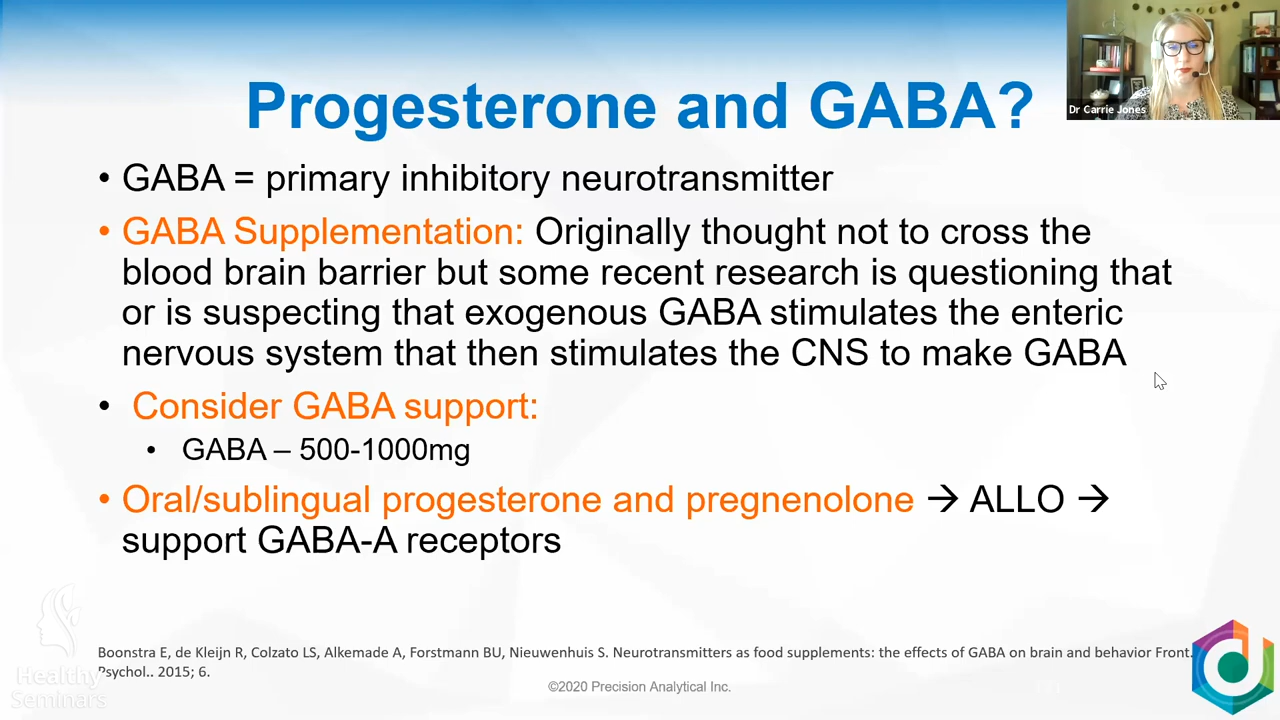 Progesterone and GABA?
Dr Carrie Jones
• GABA = primary inhibitory neurotransmitter
• GABA Supplementation: Originally thought not to cross the
blood brain barrier but some recent research is questioning that
or is suspecting that exogenous GABA stimulates the enteric
nervous system that then stimulates the CNS to make GABA
• Consider GABA support:
• GABA – 500-1000mg
• Oral/sublingual progesterone and pregnenolone → ALLO →
support GABA-A receptors
Boonstra E, de Kleijn R, Colzato LS, Alkemade A, Forstmann BU, Nieuwenhuis S. Neurotransmitters as food supplements: the effects of GABA on brain and behavior Front.
Psychol.. 2015; 6.
Healthy
Seminars
©2020 Precision Analytical Inc.